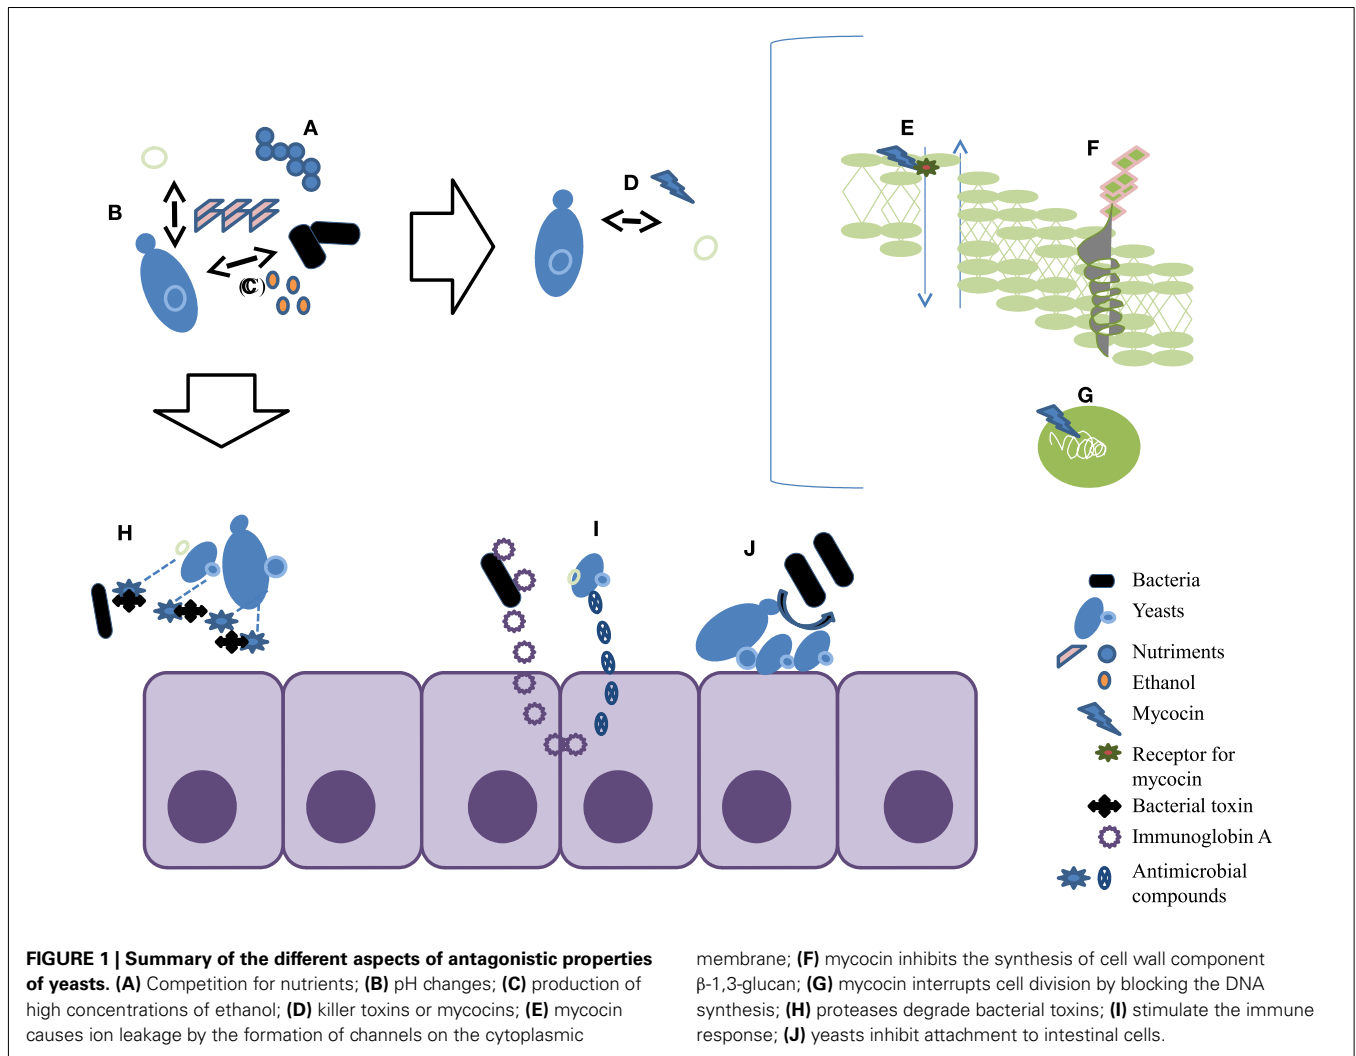 A
B
(C)
D
E
F
G
H
I
J
Bacteria
Yeasts
Nutriments
Ethanol
Mycocin
Receptor for
mycocin
Bacterial toxin
Immunoglobin A
Antimicrobial
compounds
FIGURE 1 | Summary of the different aspects of antagonistic properties
of yeasts. (A) Competition for nutrients; (B) pH changes; (C) production of
high concentrations of ethanol; (D) killer toxins or mycocins; (E) mycocin
causes ion leakage by the formation of channels on the cytoplasmic
membrane; (F) mycocin inhibits the synthesis of cell wall component
β-1,3-glucan; (G) mycocin interrupts cell division by blocking the DNA
synthesis; (H) proteases degrade bacterial toxins; (I) stimulate the immune
response; (J) yeasts inhibit attachment to intestinal cells.